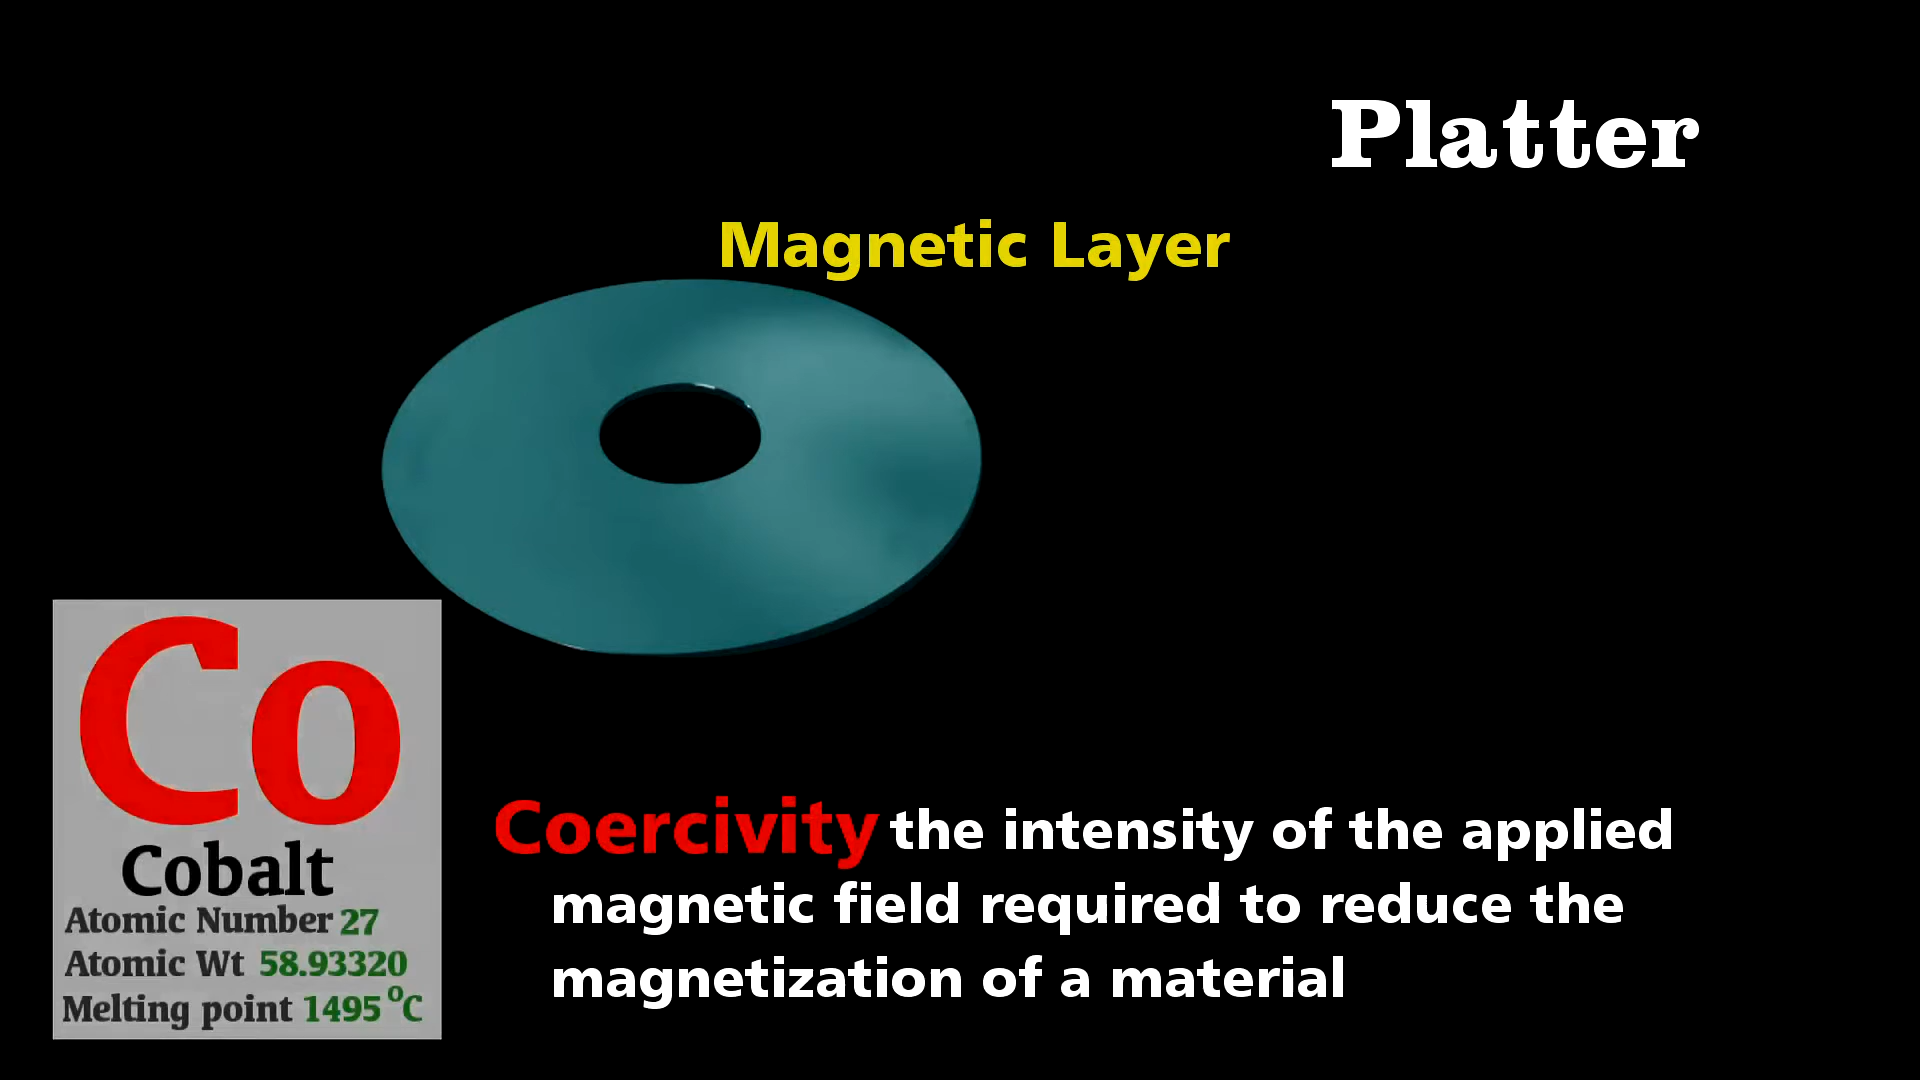 Platter
Magnetic Layer
Co
Cobalt
Atomic Number 27
Atomic Wt 58.93320
Melting point 1495 °C
Coercivity the intensity of the applied
magnetic field required to reduce the
magnetization of a material